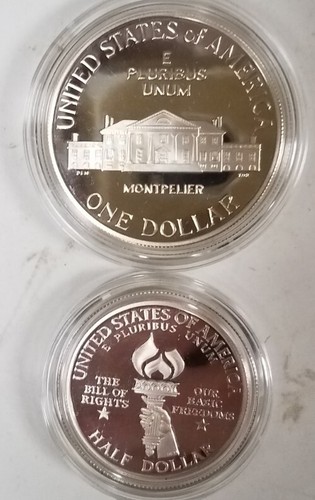 UNITED STATES of AMERICA
E
PLURIBUS
UNUM
MONTPELIER
ONE DOLLAR
UNITED STATES OF AMERICA
E PLURIBUS UNUM
THE
BILL OF
RIGHTS
OUR
BASIC
FREEDOMS
HALF DOLLAR